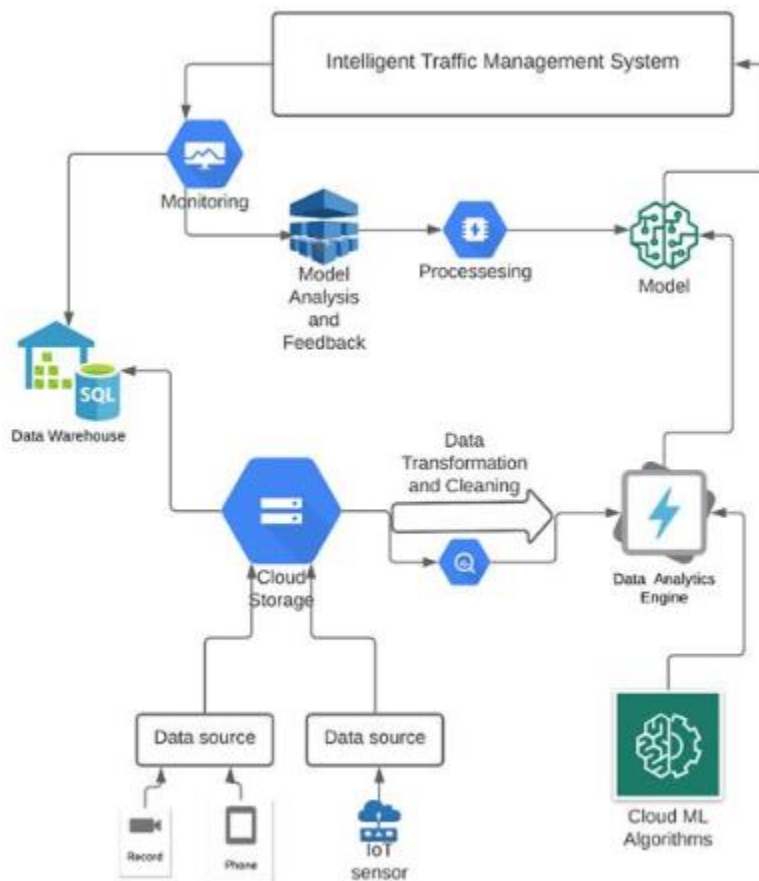 Intelligent Traffic Management System
Monitoring
Model
Analysis
and
Feedback
Processesing
Model
SQL
Data Warehouse
Data
Transformation
and Cleaning
Cloud
Storage
Data Analytics
Engine
Data source
Data source
Record
Phone
IoT
sensor
Cloud ML
Algorithms